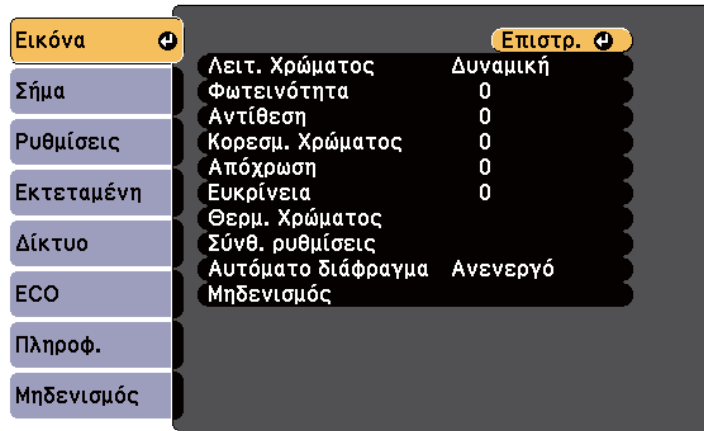 Εικόνα
Σήμα
Ρυθμίσεις
Εκτεταμένη
Δίκτυο
ECO
Πληροφ.
Μηδενισμός
Επιστρ.
Λειτ. Χρώματος Δυναμική
Φωτεινότητα 0
Αντίθεση 0
Κορεσμ. Χρώματος 0
Απόχρωση 0
Ευκρίνεια 0
Θερμ. Χρώματος
Σύνθ. ρυθμίσεις
Αυτόματο διάφραγμα Ανενεργό
Μηδενισμός